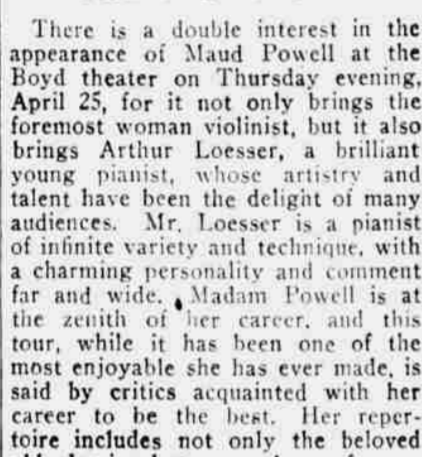 There is a double interest in the
appearance of Maud Powell at the
Boyd theater on Thursday evening,
April 25, for it not only brings the
foremost woman violinist, but it also
brings Arthur Loesser, a brilliant
young pianist, whose artistry and
talent have been the delight of many
audiences. Mr. Loesser is a pianist
of infinite variety and technique, with
a charming personality and comment
far and wide. Madam Powell is at
the zenith of her career, and this
tour, while it has been one of the
most enjoyable she has ever made, is
said by critics acquainted with her
career to be the best. Her reper-
toire includes not only the beloved